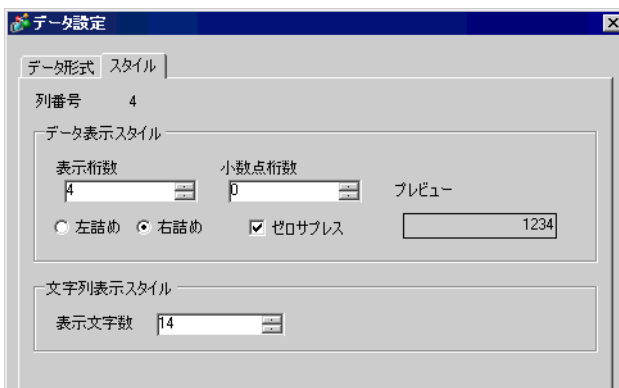 データ設定
データ形式 スタイル
列番号 4
データ表示スタイル
表示桁数 小数点桁数
4 0 プレビュー
左詰め 右詰め ゼロサプレス 1234
文字列表示スタイル
表示文字数 14